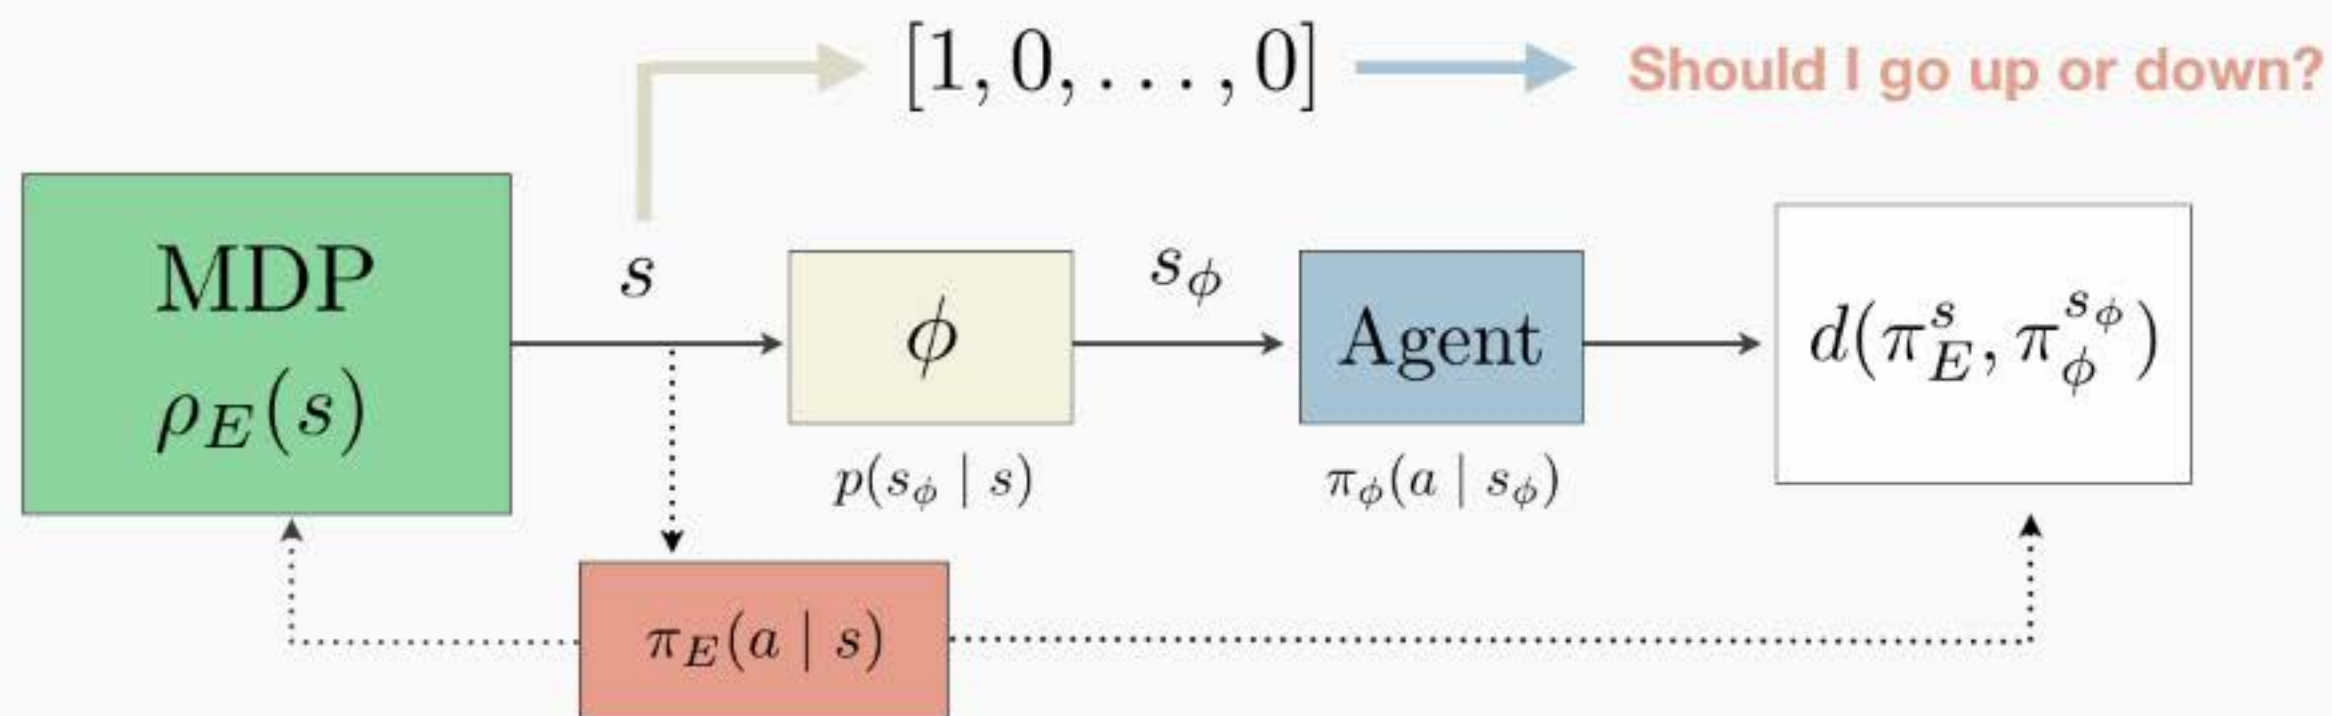 [1, 0, . . . , 0]
Should I go up or down?
MDP
ρ_E(s)
s
ϕ
s_ϕ
Agent
d(π_E^s, π_ϕ^{s_ϕ})
p(s_ϕ | s)
π_ϕ(a | s_ϕ)
π_E(a | s)